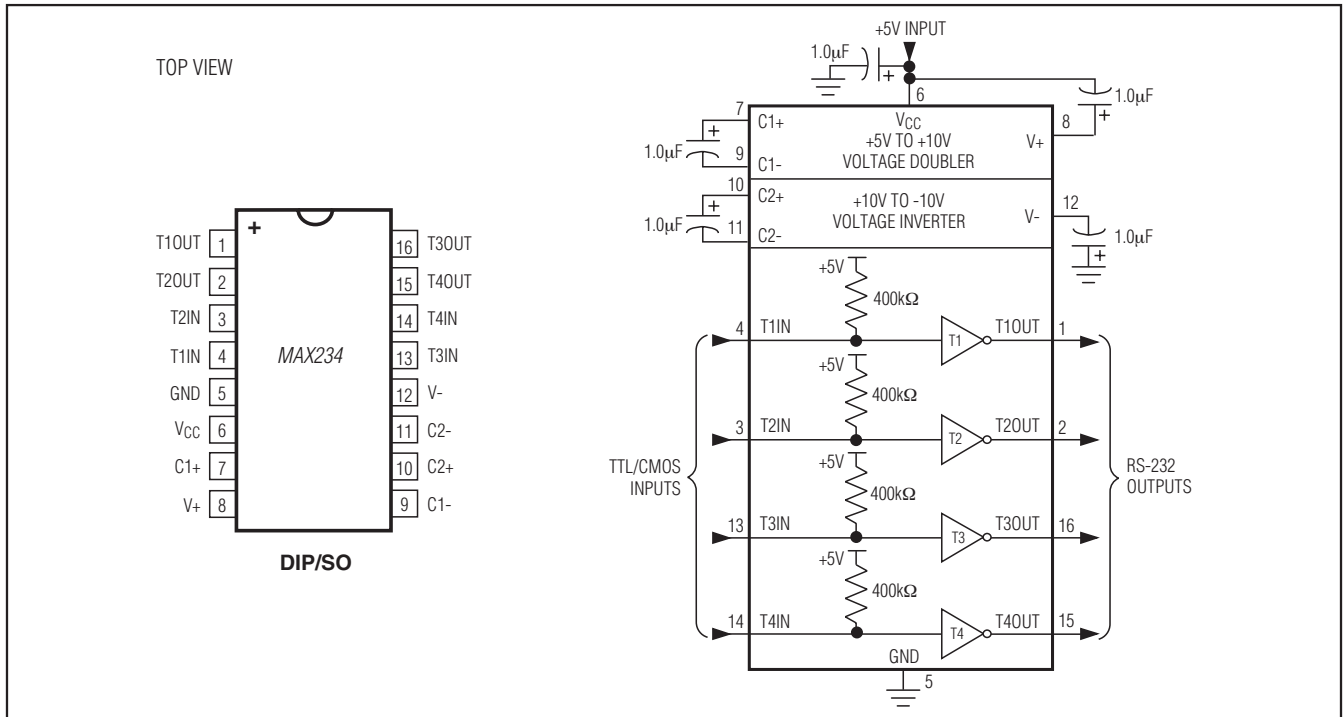 TOP VIEW
+
T1OUT 1
T2OUT 2
T2IN 3
T1IN 4
GND 5
VCC 6
C1+ 7
V+ 8
MAX234
16 T3OUT
15 T4OUT
14 T4IN
13 T3IN
12 V-
11 C2-
10 C2+
9 C1-
DIP/SO
+5V INPUT
1.0µF
+
6
1.0µF
+
7
C1+
+
1.0µF
9
C1-
VCC
+5V TO +10V
VOLTAGE DOUBLER
V+
8
10
C2+
+
1.0µF
11
C2-
+10V TO -10V
VOLTAGE INVERTER
V-
12
1.0µF
+
+5V
400kΩ
4 T1IN
T1
T1OUT 1
+5V
400kΩ
3 T2IN
T2
T2OUT 2
+5V
400kΩ
TTL/CMOS
INPUTS
RS-232
OUTPUTS
13 T3IN
T3
T3OUT 16
+5V
400kΩ
14 T4IN
T4
T4OUT 15
GND
5